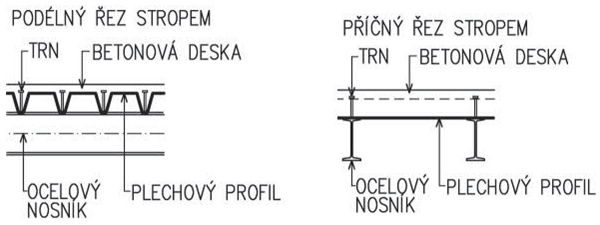 PODÉLNÝ ŘEZ STROPEM
TRN
BETONOVÁ DESKA
OCELOVÝ
NOSNÍK
PLECHOVÝ PROFIL
PŘÍČNÝ ŘEZ STROPEM
TRN
BETONOVÁ DESKA
OCELOVÝ
NOSNÍK
PLECHOVÝ PROFIL